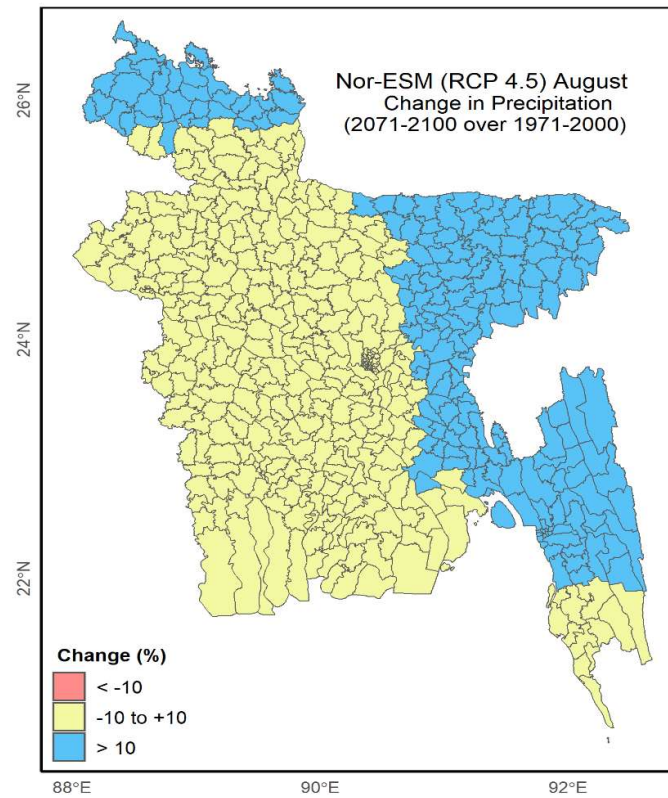 Nor-ESM (RCP 4.5) August
Change in Precipitation
(2071-2100 over 1971-2000)
26°N
24°N
22°N
Change (%)
< -10
-10 to +10
> 10
88°E
90°E
92°E